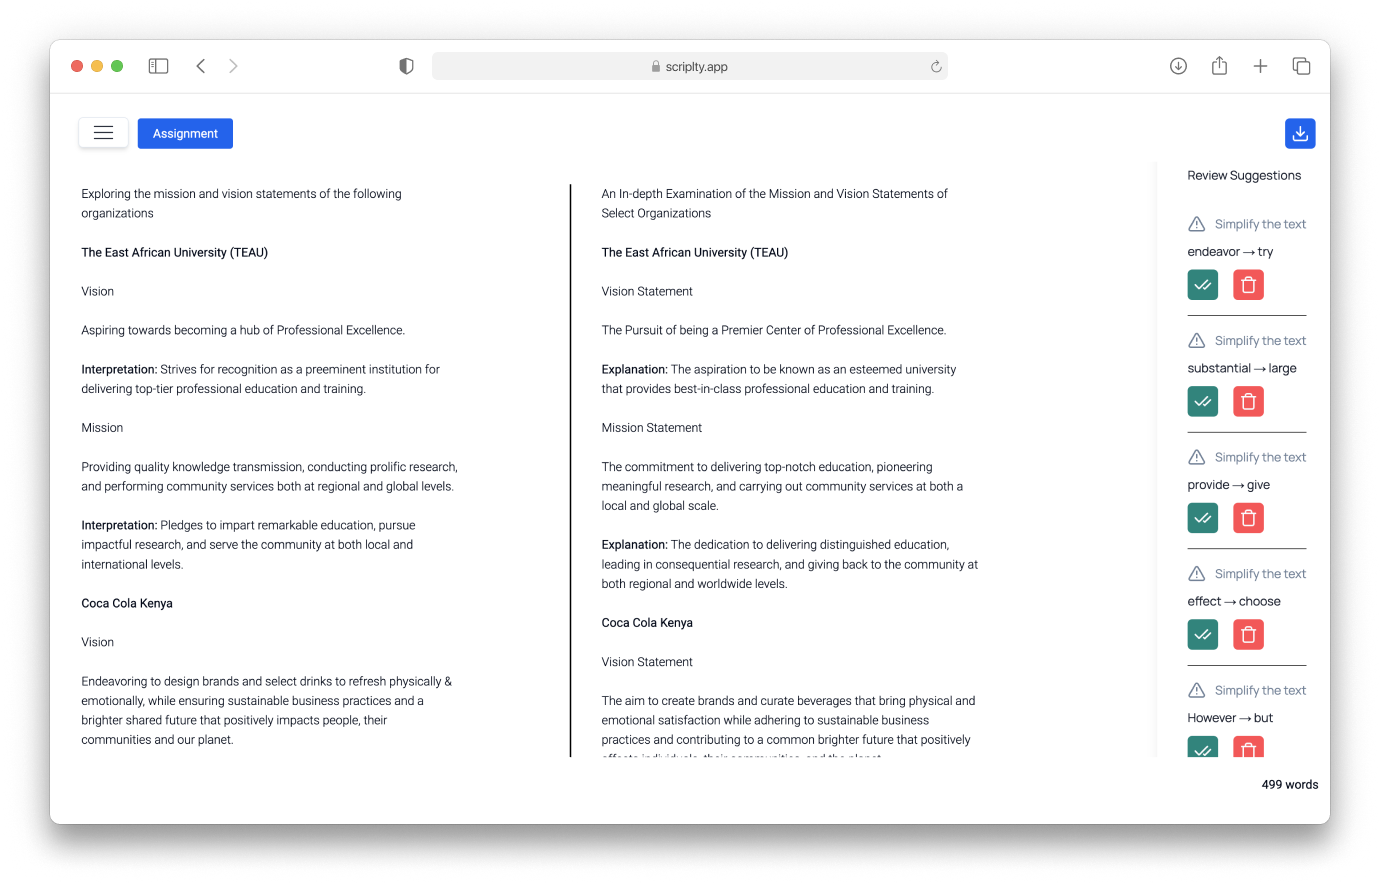 scriplty.app
Assignment
Exploring the mission and vision statements of the following
organizations
The East African University (TEAU)
Vision
Aspiring towards becoming a hub of Professional Excellence.
Interpretation: Strives for recognition as a preeminent institution for
delivering top-tier professional education and training.
Mission
Providing quality knowledge transmission, conducting prolific research,
and performing community services both at regional and global levels.
Interpretation: Pledges to impart remarkable education, pursue
impactful research, and serve the community at both local and
international levels.
Coca Cola Kenya
Vision
Endeavoring to design brands and select drinks to refresh physically &
emotionally, while ensuring sustainable business practices and a
brighter shared future that positively impacts people, their
communities and our planet.
An In-depth Examination of the Mission and Vision Statements of
Select Organizations
The East African University (TEAU)
Vision Statement
The Pursuit of being a Premier Center of Professional Excellence.
Explanation: The aspiration to be known as an esteemed university
that provides best-in-class professional education and training.
Mission Statement
The commitment to delivering top-notch education, pioneering
meaningful research, and carrying out community services at both a
local and global scale.
Explanation: The dedication to delivering distinguished education,
leading in consequential research, and giving back to the community at
both regional and worldwide levels.
Coca Cola Kenya
Vision Statement
The aim to create brands and curate beverages that bring physical and
emotional satisfaction while adhering to sustainable business
practices and contributing to a common brighter future that positively
Review Suggestions
Simplify the text
endeavor → try
Simplify the text
substantial → large
Simplify the text
provide → give
Simplify the text
effect → choose
Simplify the text
However → but
499 words